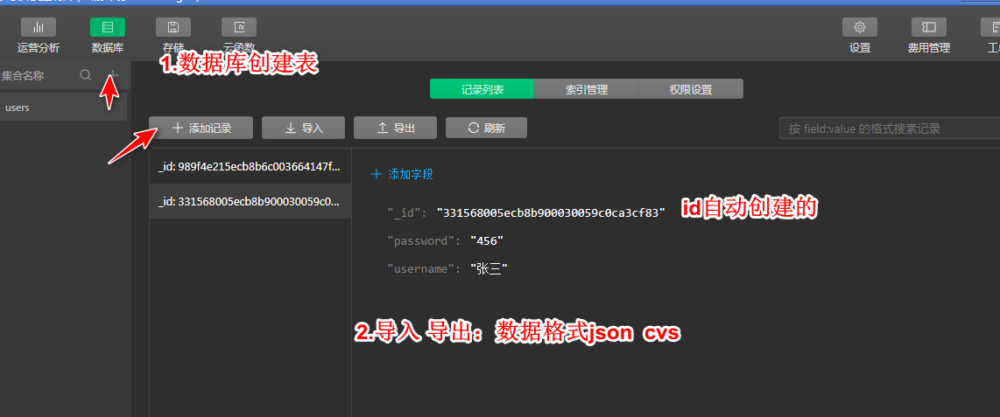 运营分析 数据库 存储 云函数 设置 费用管理
1.数据库创建表
集合名称
记录列表 索引管理 权限设置
users
添加记录 导入 导出 刷新 按 field:value 的格式搜索记录
_id: 989f4e215ecb8b6c003664147f...
添加字段
_id: 331568005ecb8b900030059c0...
"_id": "331568005ecb8b900030059c0ca3cf83" id自动创建的
"password": "456"
"username": "张三"
2.导入 导出：数据格式json cvs